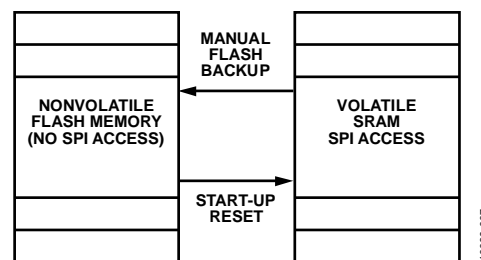 MANUAL
FLASH
BACKUP
NONVOLATILE
FLASH MEMORY
(NO SPI ACCESS)
VOLATILE
SRAM
SPI ACCESS
START-UP
RESET